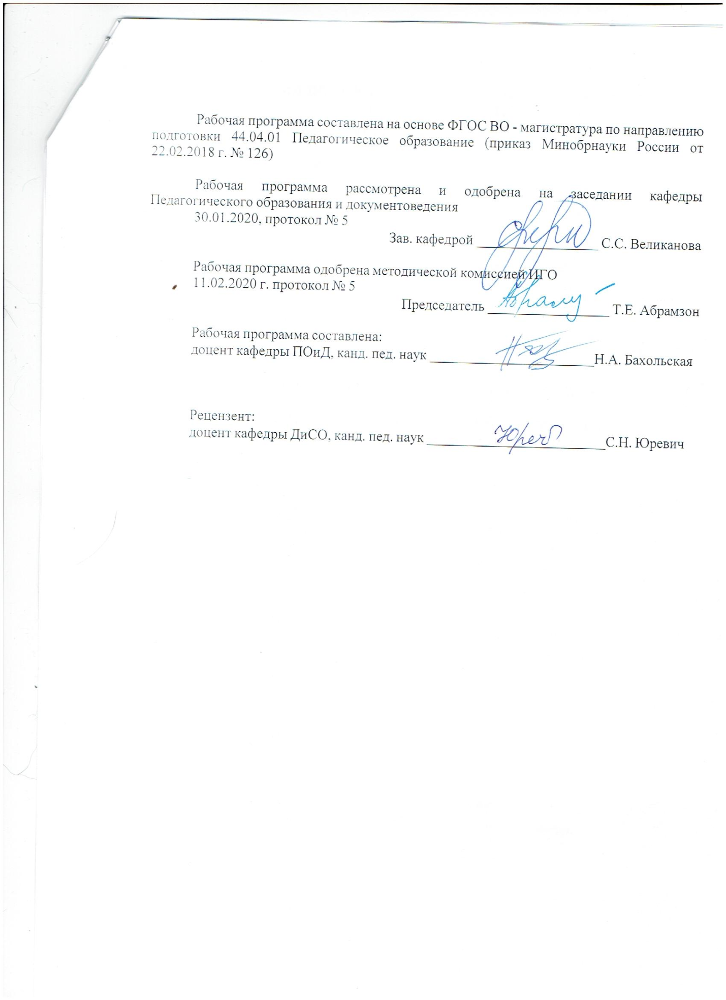 Рабочая программа составлена на основе ФГОС ВО - магистратура по направлению
подготовки 44.04.01 Педагогическое образование (приказ Минобрнауки России от
22.02.2018 г. № 126)
Рабочая программа рассмотрена и одобрена на заседании кафедры
Педагогического образования и документоведения
30.01.2020, протокол № 5
Зав. кафедрой С.С. Великанова
Рабочая программа одобрена методической комиссией ИГО
11.02.2020 г. протокол № 5
Председатель Т.Е. Абрамзон
Рабочая программа составлена:
доцент кафедры ПОиД, канд. пед. наук Н.А. Бахольская
Рецензент:
доцент кафедры ДиСО, канд. пед. наук С.Н. Юревич